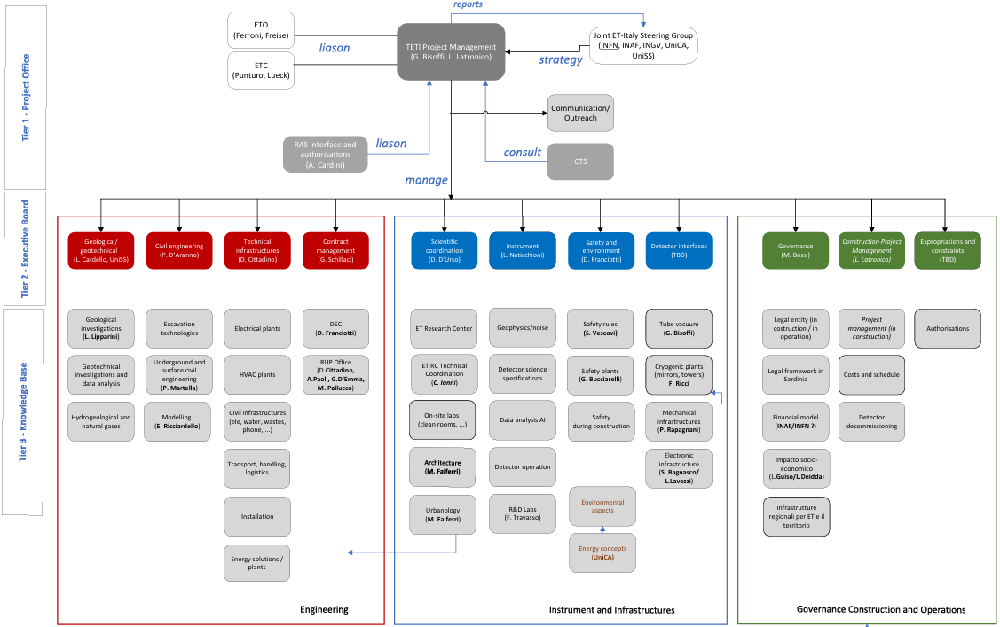 reports
ETO
(Ferroni, Freise)
ETC
(Punturo, Lueck)
liason
TETI Project Management
(G. Bisoffi, L. Latronico)
Joint ET-Italy Steering Group
(INFN, INAF, INGV, UniCA,
UniSS)
strategy
Tier 1 - Project Office
Communication/
Outreach
RAS Interface and
authorisations
(A. Cardini)
liason
consult
CTS
manage
Tier 2 - Executive Board
Geological/
geotechnical
(L. Cardello, UniSS)
Civil engineering
(P. D'Aranno)
Technical
infrastructures
(D. Cittadino)
Contract
management
(G. Schillaci)
Scientific
coordination
(D. D'Urso)
Instrument
(L. Naticchioni)
Safety and
environment
(D. Franciotti)
Detector interfaces
(TBD)
Governance
(M. Bossi)
Construction Project
Management
(L. Latronico)
Expropriations and
constraints
(TBD)
Tier 3 - Knowledge Base
Geological
investigations
(L. Lipparini)
Geotechnical
investigations and
data analysis
Hydrogeological and
natural gases
Excavation
technologies
Underground and
surface civil
engineering
(P. Martella)
Modelling
(E. Ricciardello)
Electrical plants
HVAC plants
Civil infrastructures
(ele, water, wastes,
phone, ...)
Transport, handling,
logistics
Installation
Energy solutions /
plants
DEC
(D. Franciotti)
RUP Office
(D.Cittadino,
A.Paoli, G.D'Emma,
M. Pallucco)
Engineering
ET Research Center
ET RC Technical
Coordination
(C. Ianni)
On-site labs
(clean rooms, ...)
Architecture
(M. Faiferri)
Urbanology
(M. Faiferri)
Geophysics/noise
Detector science
specifications
Data analysis AI
Detector operation
R&D Labs
(F. Travasso)
Safety rules
(S. Vescovi)
Safety plants
(G. Bucciarelli)
Safety
during construction
Environmental
aspects
Energy concepts
(UniCA)
Tube vacuum
(G. Bisoffi)
Cryogenic plants
(mirrors, towers)
F. Ricci
Mechanical
infrastructures
(P. Rapagnani)
Electronic
infrastructure
(S. Bagnasco/
L.Lavezzi)
Instrument and Infrastructures
Legal entity (in
costruction / in
operation)
Legal framework in
Sardinia
Financial model
(INAF/INFN ?)
Impatto socio-
economico
(L.Guiso/L.Deidda)
Infrastrutture
regionali per ET e il
territorio
Project
management (in
construction)
Costs and schedule
Detector
decommissioning
Authorisations
Governance Construction and Operations